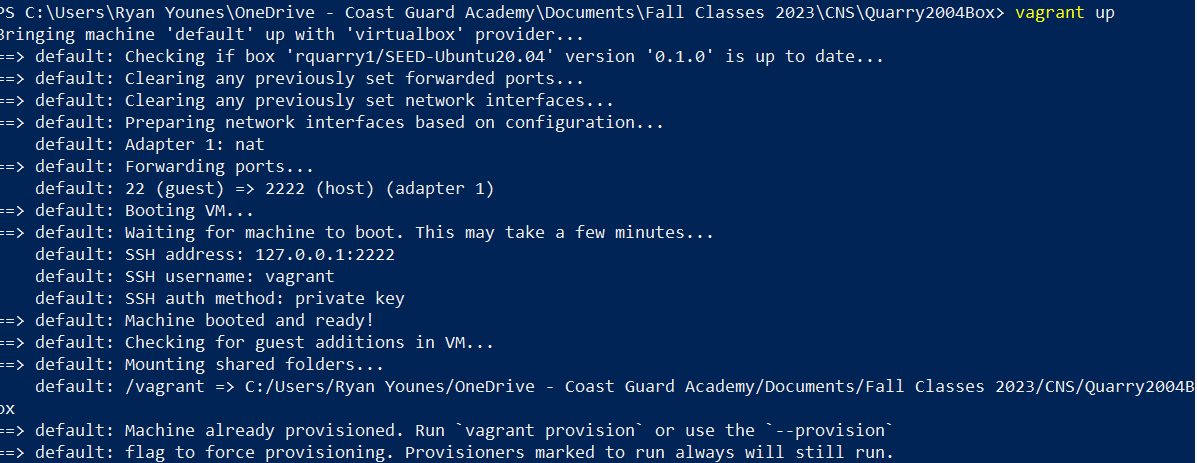 PS C:\Users\Ryan Younes\OneDrive - Coast Guard Academy\Documents\Fall Classes 2023\CNS\Quarry2004Box> vagrant up
Bringing machine 'default' up with 'virtualbox' provider...
==> default: Checking if box 'rquarry1/SEED-Ubuntu20.04' version '0.1.0' is up to date...
==> default: Clearing any previously set forwarded ports...
==> default: Clearing any previously set network interfaces...
==> default: Preparing network interfaces based on configuration...
    default: Adapter 1: nat
==> default: Forwarding ports...
    default: 22 (guest) => 2222 (host) (adapter 1)
==> default: Booting VM...
==> default: Waiting for machine to boot. This may take a few minutes...
    default: SSH address: 127.0.0.1:2222
    default: SSH username: vagrant
    default: SSH auth method: private key
==> default: Machine booted and ready!
==> default: Checking for guest additions in VM...
==> default: Mounting shared folders...
    default: /vagrant => C:/Users/Ryan Younes/OneDrive - Coast Guard Academy/Documents/Fall Classes 2023/CNS/Quarry2004B
ox
==> default: Machine already provisioned. Run `vagrant provision` or use the `--provision`
==> default: flag to force provisioning. Provisioners marked to run always will still run.